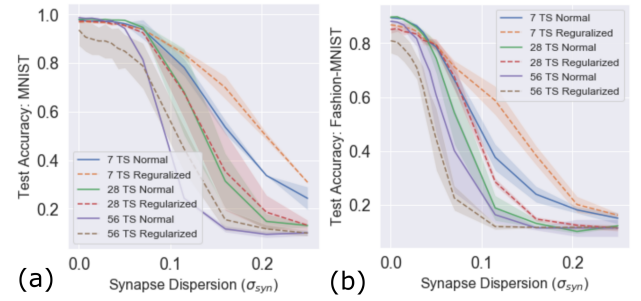 (a)
Test Accuracy: MNIST
1.0
0.8
0.6
0.4
0.2
7 TS Normal
7 TS Reguralized
28 TS Normal
28 TS Regularized
56 TS Normal
56 TS Regularized
0.0 0.1 0.2
Synapse Dispersion (σsyn)
(b)
Test Accuracy: Fashion-MNIST
0.8
0.6
0.4
0.2
7 TS Normal
7 TS Reguralized
28 TS Normal
28 TS Regularized
56 TS Normal
56 TS Regularized
0.0 0.1 0.2
Synapse Dispersion (σsyn)